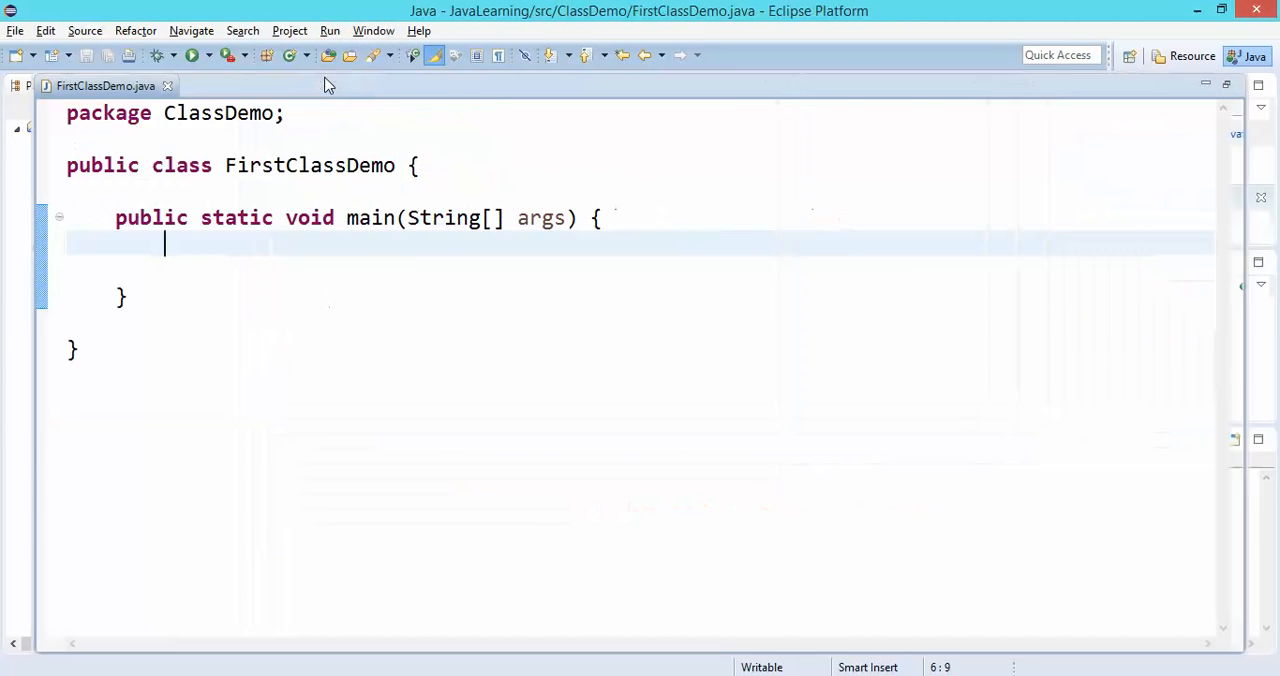 Java - JavaLearning/src/ClassDemo/FirstClassDemo.java - Eclipse Platform
File Edit Source Refactor Navigate Search Project Run Window Help
Quick Access Resource Java
FirstClassDemo.java
package ClassDemo;
public class FirstClassDemo {
public static void main(String[] args) {
}
}
Writable Smart Insert 6 : 9